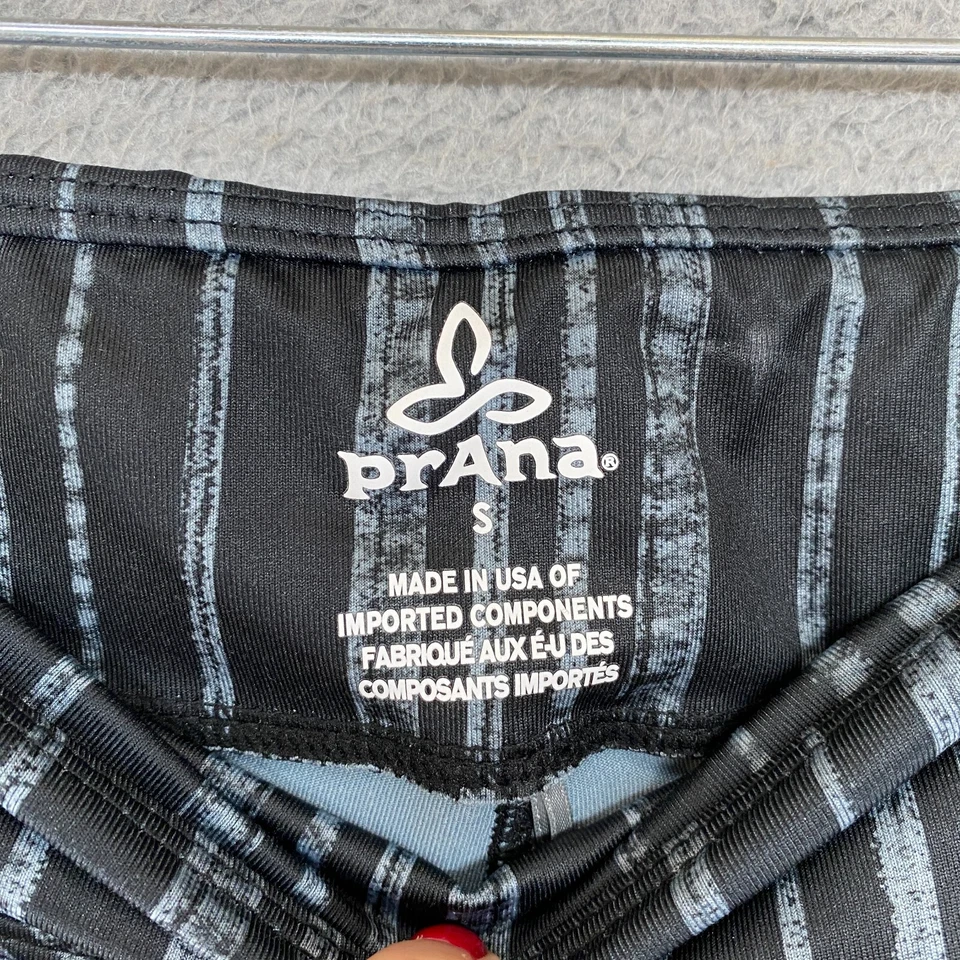 prAna®
S
MADE IN USA OF
IMPORTED COMPONENTS
FABRIQUÉ AUX É-U DES
COMPOSANTS IMPORTÉS